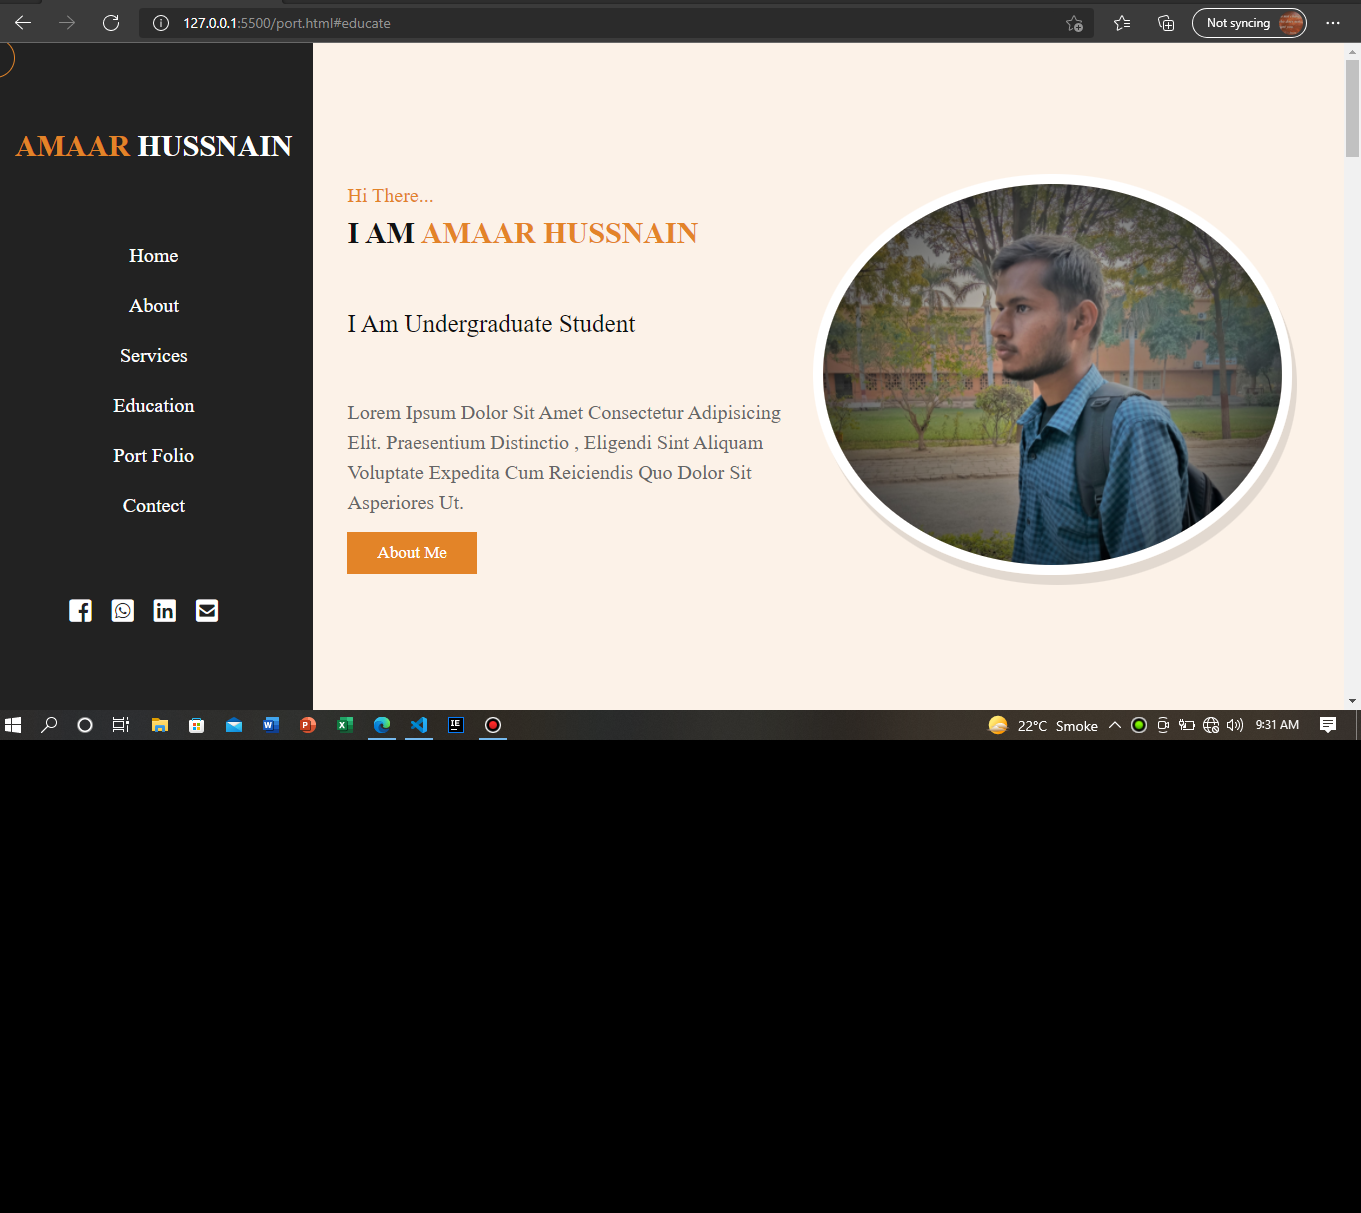 127.0.0.1:5500/port.html#educate
Not syncing
AMAAR HUSSNAIN
Home
About
Services
Education
Port Folio
Contect
Hi There...
I AM AMAAR HUSSNAIN
I Am Undergraduate Student
Lorem Ipsum Dolor Sit Amet Consectetur Adipisicing
Elit. Praesentium Distinctio , Eligendi Sint Aliquam
Voluptate Expedita Cum Reiciendis Quo Dolor Sit
Asperiores Ut.
About Me
22°C Smoke
9:31 AM